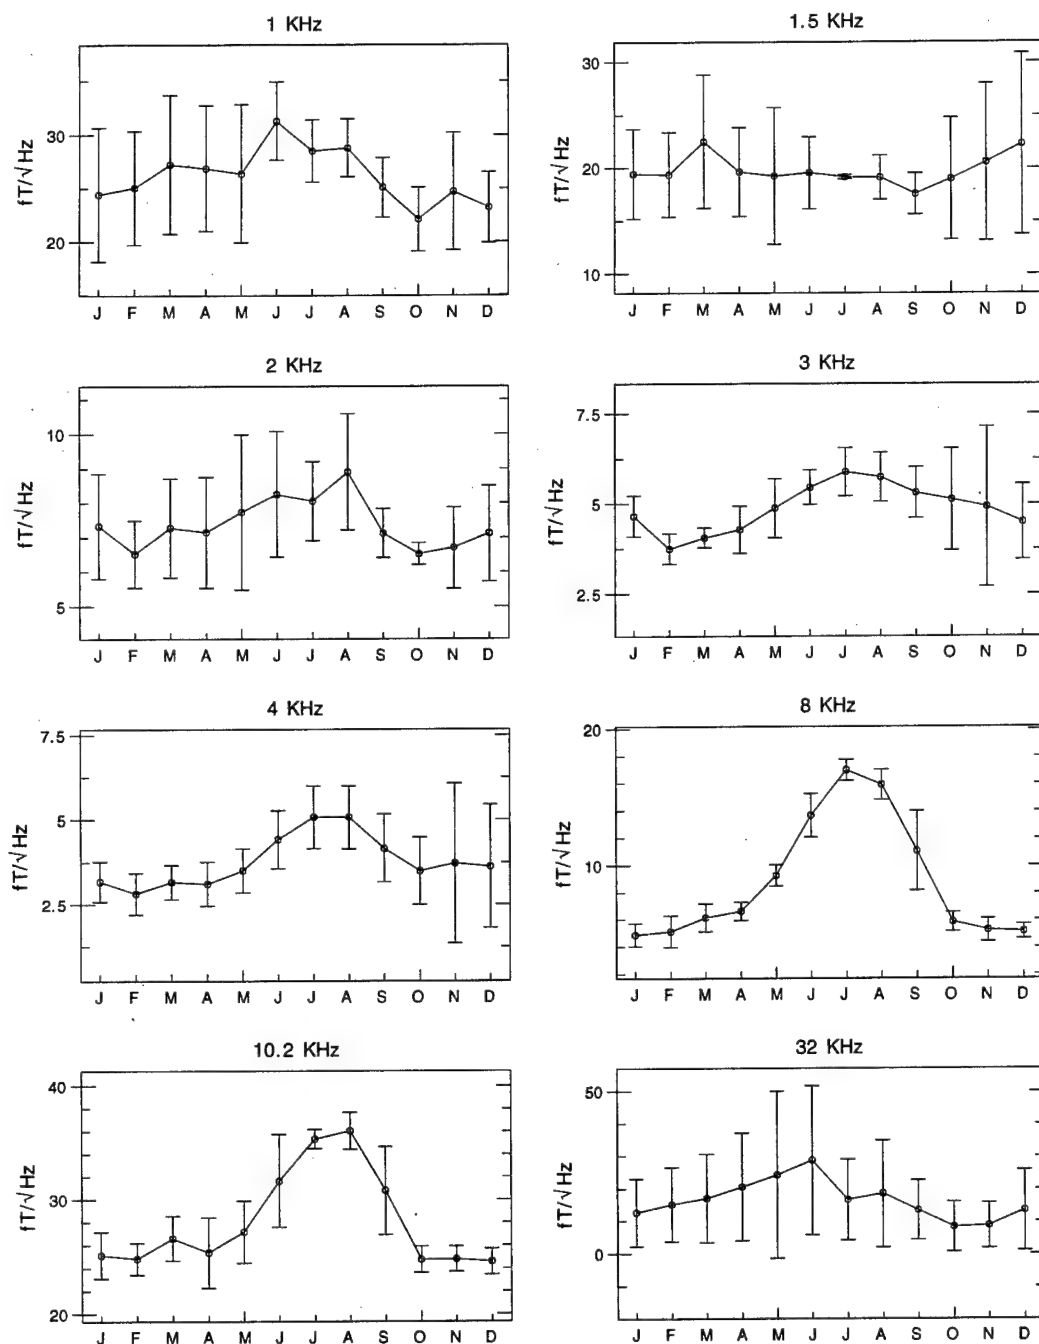 1 KHz
fT/√Hz
30
20
J F M A M J J A S O N D
1.5 KHz
fT/√Hz
30
20
10
J F M A M J J A S O N D
2 KHz
fT/√Hz
10
5
J F M A M J J A S O N D
3 KHz
fT/√Hz
7.5
5
2.5
J F M A M J J A S O N D
4 KHz
fT/√Hz
7.5
5
2.5
J F M A M J J A S O N D
8 KHz
fT/√Hz
20
10
J F M A M J J A S O N D
10.2 KHz
fT/√Hz
40
30
20
J F M A M J J A S O N D
32 KHz
fT/√Hz
50
0
J F M A M J J A S O N D